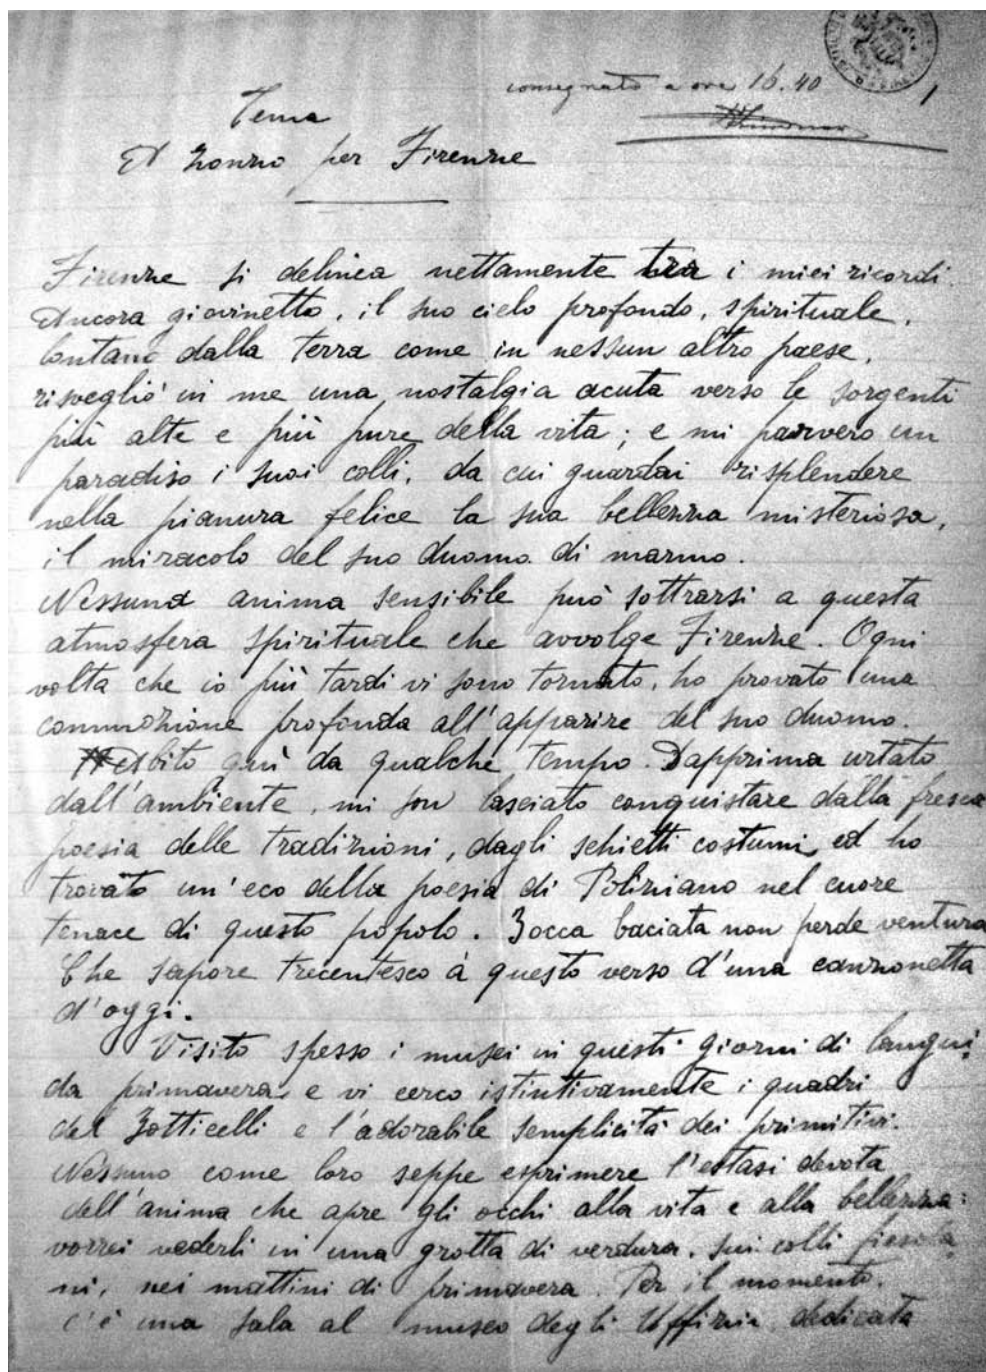 consegnato a ore 16.40
1
Tema
A zonzo per Firenze
Firenze si delinea nettamente tra i miei ricordi.
Ancora giovinetto, il suo cielo profondo, spirituale,
lontano dalla terra come in nessun altro paese,
risvegliò in me una nostalgia acuta verso le sorgenti
più alte e più pure della vita; e mi parvero un
paradiso i suoi colli, da cui guardai risplendere
nella pianura felice la sua bellezza misteriosa,
il miracolo del suo duomo di marmo.
Nessuna anima sensibile può sottrarsi a questa
atmosfera spirituale che avvolge Firenze. Ogni
volta che io più tardi vi sono tornato, ho provato una
commozione profonda all'apparire del suo duomo.
Abito quì da qualche tempo. Dapprima urtato
dall'ambiente, mi son lasciato conquistare dalla fresca
poesia delle tradizioni, dagli schietti costumi, ed ho
trovato un'eco della poesia di Poliziano nel cuore
tenace di questo popolo. Bocca baciata non perde ventura
Che sapore trecentesco à questo verso d'una canzonetta
d'oggi.
Visito spesso i musei in questi giorni di langui
da primavera, e vi cerco istintivamente i quadri
del Botticelli e l'adorabile semplicità dei primitivi.
Nessuno come loro seppe esprimere l'estasi devota
dell'anima che apre gli occhi alla vita e alla bellezza:
vorrei vederli in una grotta di verdura, sui colli fiesola
ni, nei mattini di primavera. Per il momento,
c'è una sala al museo degli Uffizii dedicata